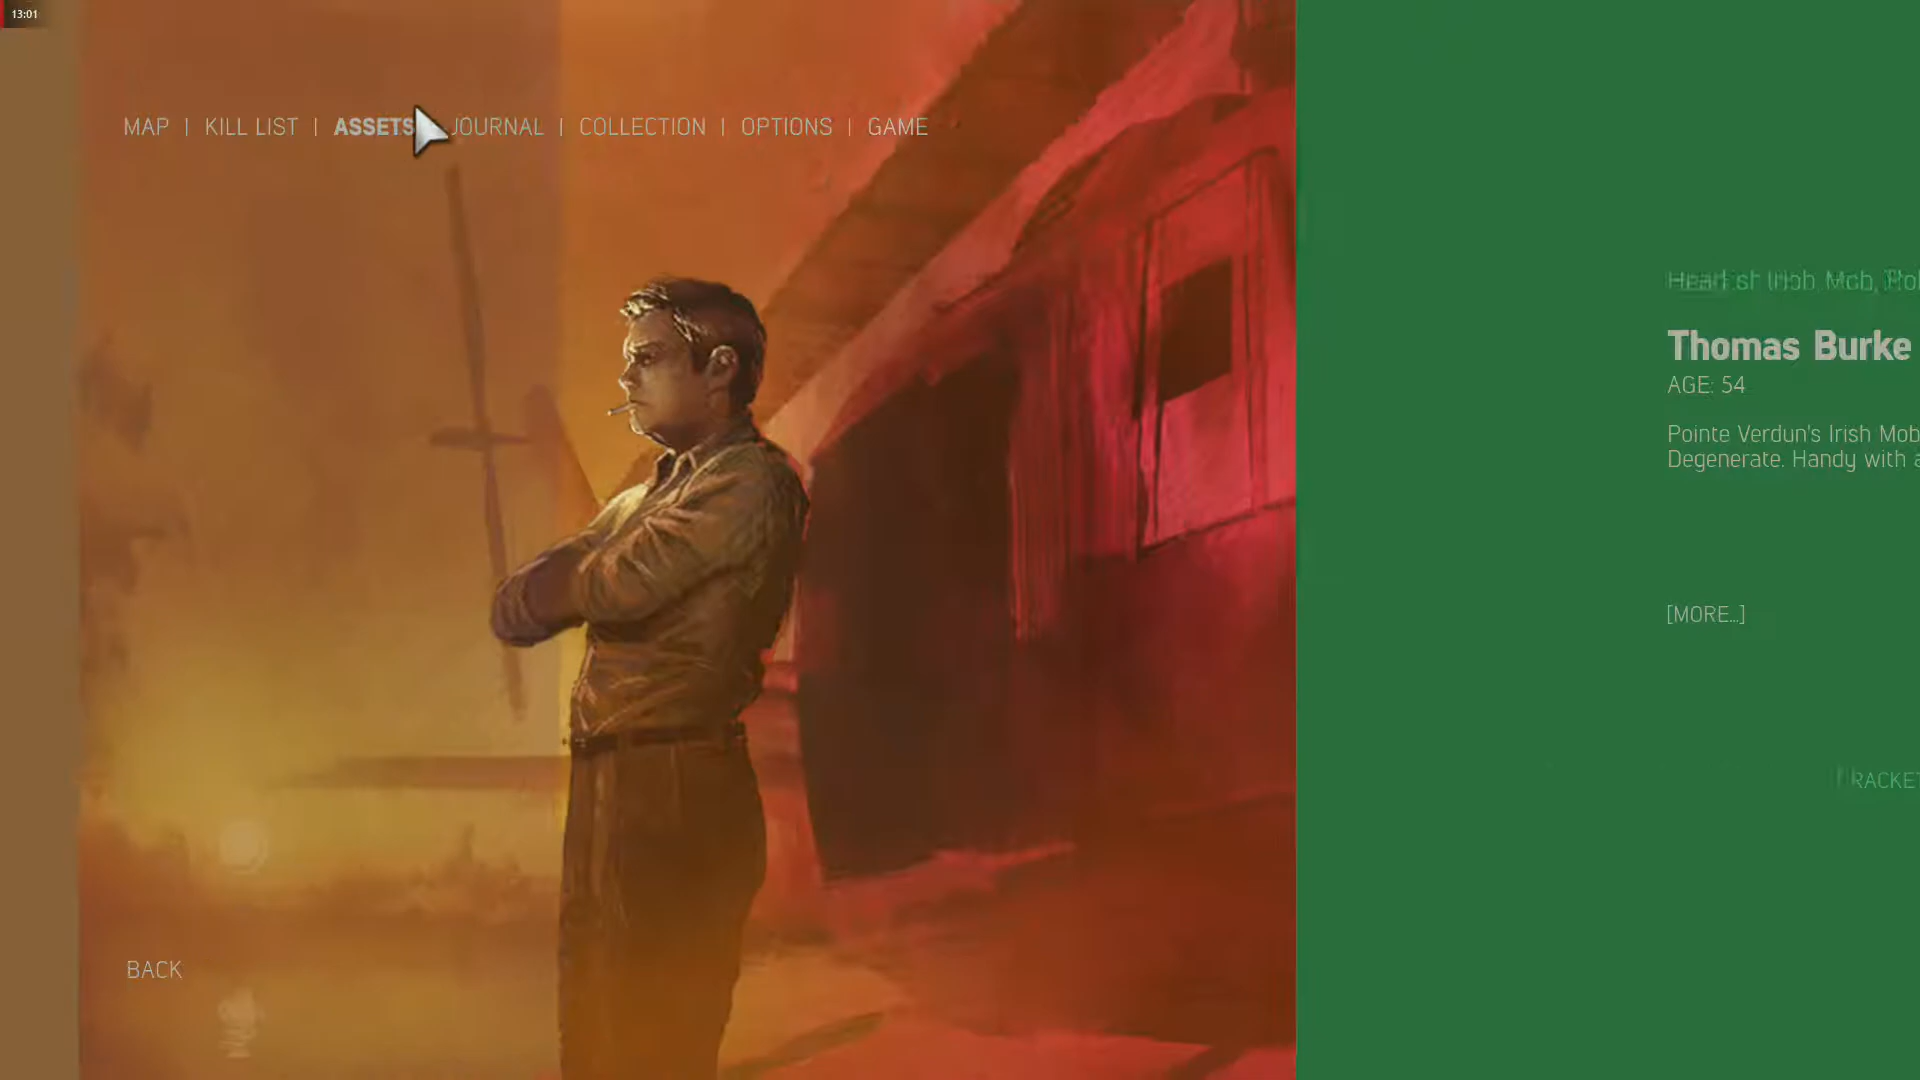 13:01
MAP | KILL LIST | ASSETS JOURNAL | COLLECTION | OPTIONS | GAME
Thomas Burke
AGE: 54
Pointe Verdun's Irish Mob
Degenerate. Handy with a
[MORE...]
RACKET
BACK